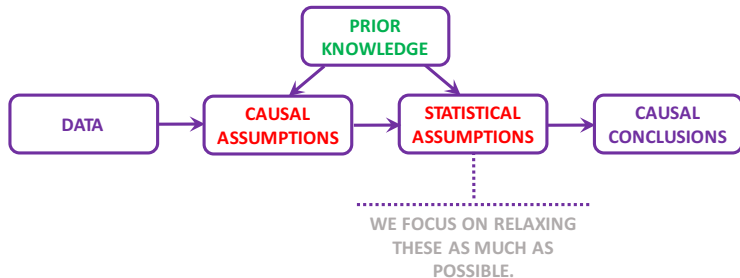 PRIOR
KNOWLEDGE
DATA
CAUSAL
ASSUMPTIONS
STATISTICAL
ASSUMPTIONS
CAUSAL
CONCLUSIONS
WE FOCUS ON RELAXING
THESE AS MUCH AS
POSSIBLE.